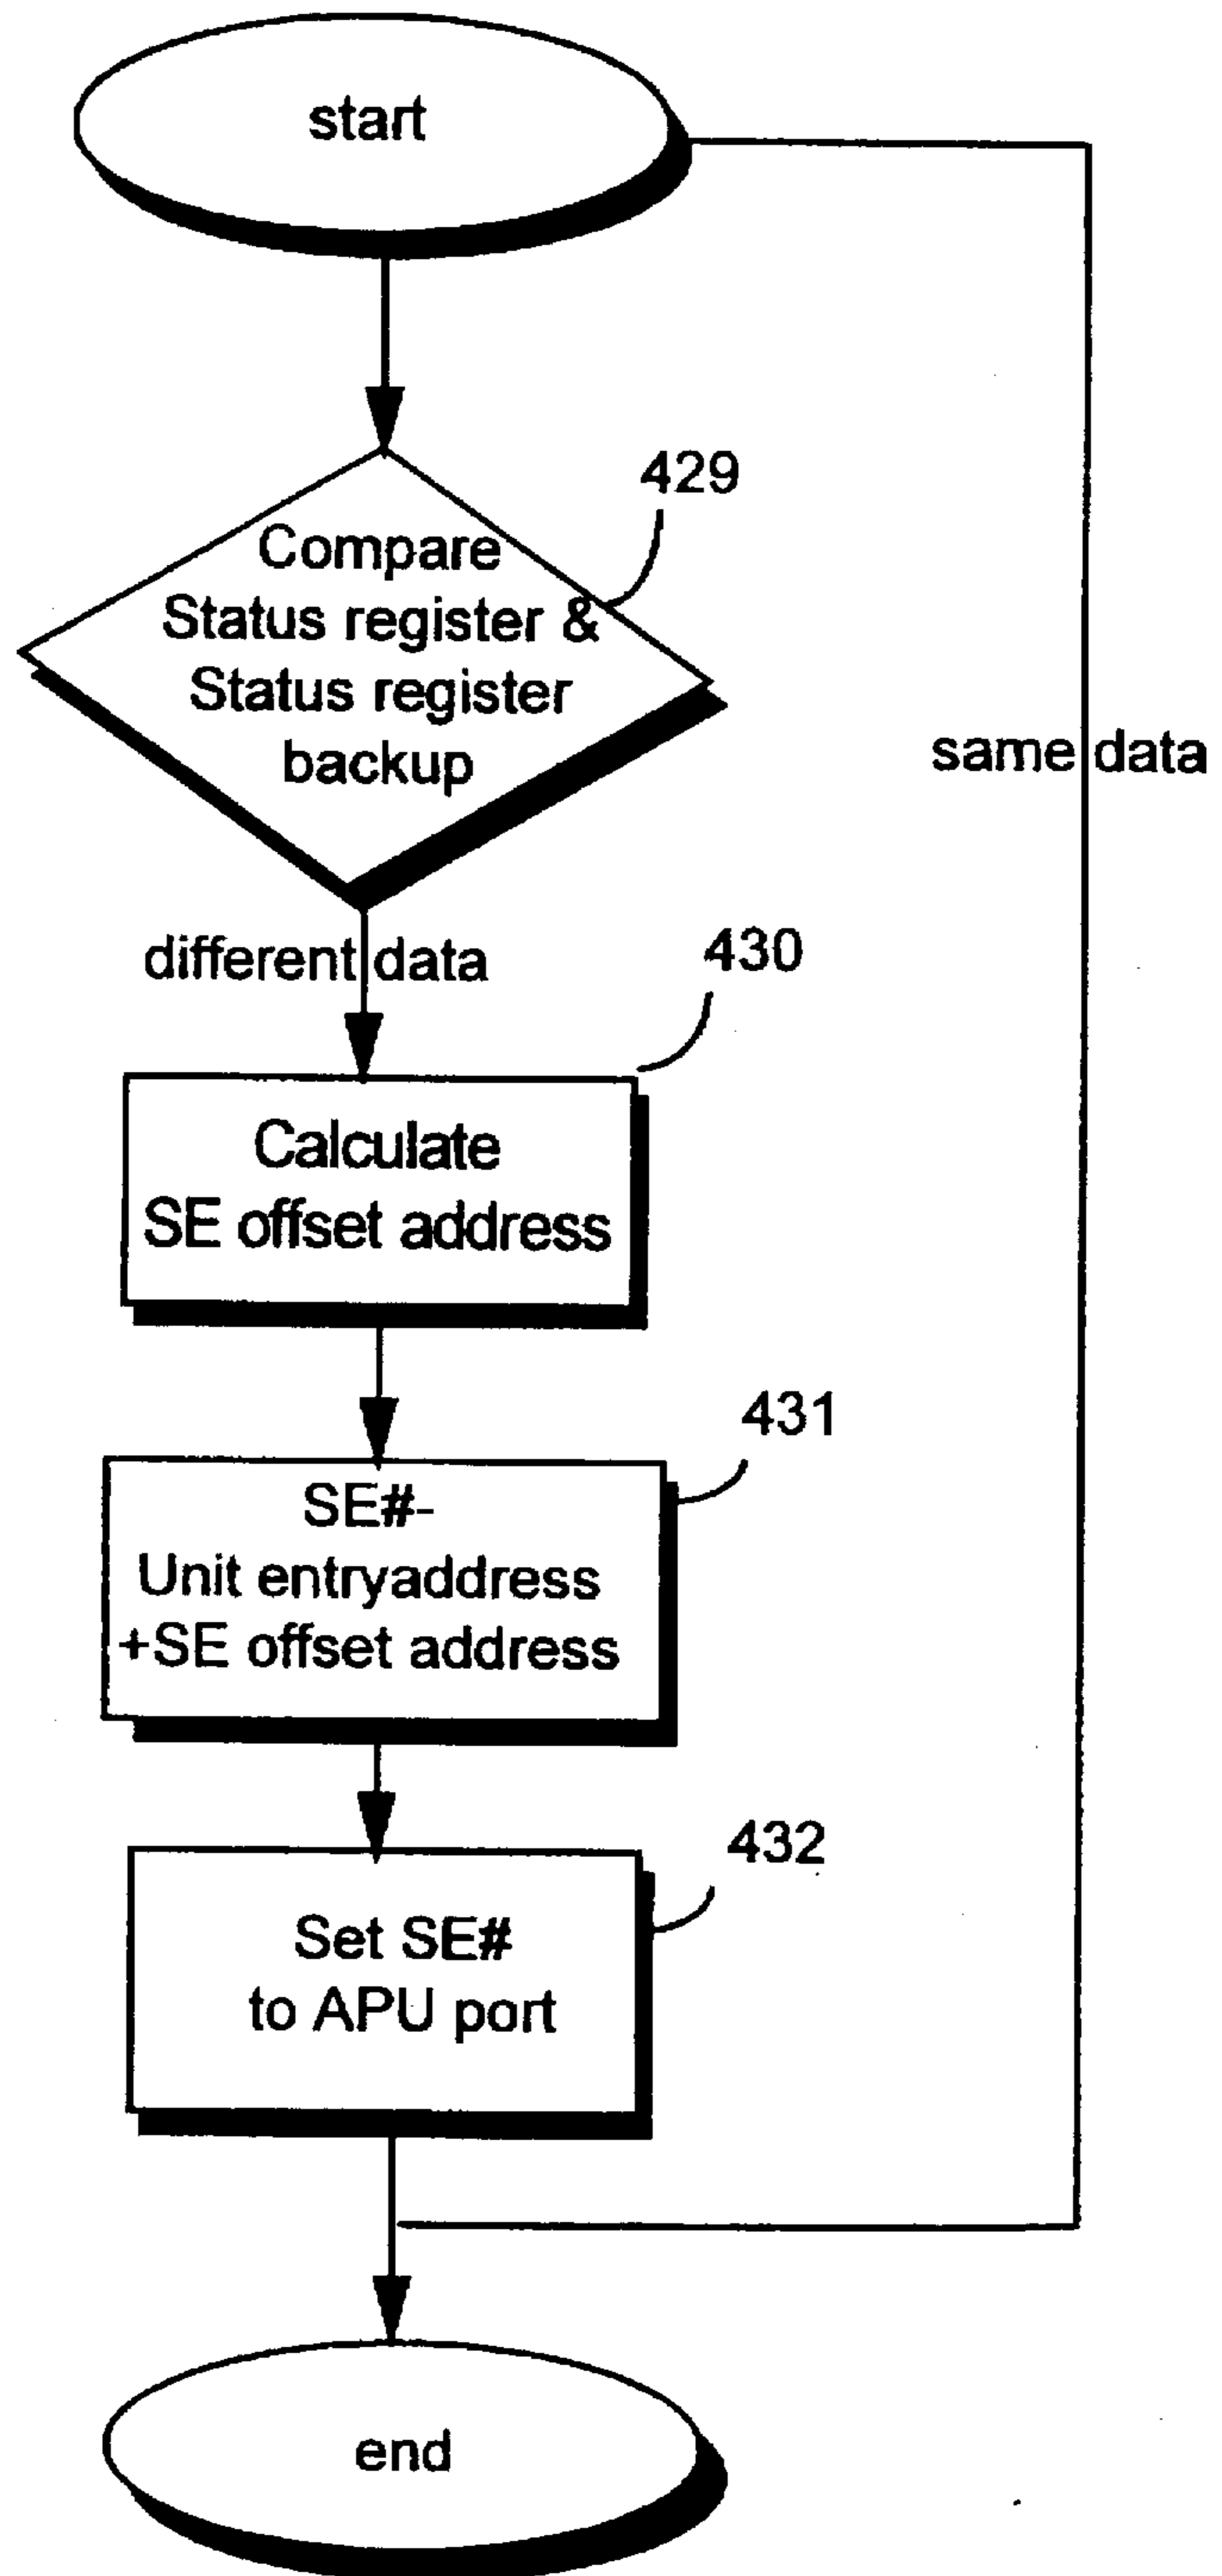 start
429
Compare
Status register &
Status register
backup
same data
different data
430
Calculate
SE offset address
431
SE#-
Unit entryaddress
+SE offset address
432
Set SE#
to APU port
end